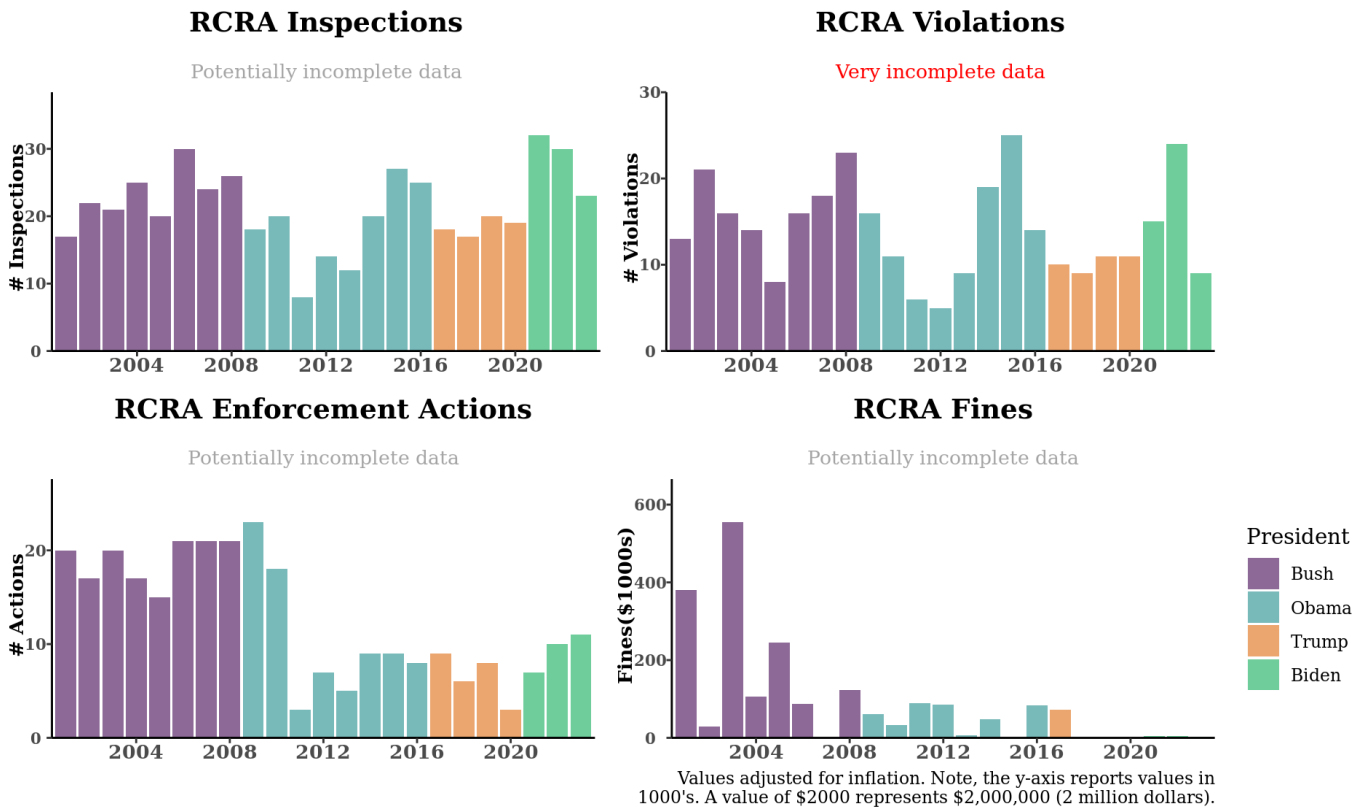 RCRA Inspections
Potentially incomplete data
# Inspections
30
20
10
0
2004 2008 2012 2016 2020
RCRA Violations
Very incomplete data
# Violations
30
20
10
0
2004 2008 2012 2016 2020
RCRA Enforcement Actions
Potentially incomplete data
# Actions
20
10
0
2004 2008 2012 2016 2020
RCRA Fines
Potentially incomplete data
Fines($1000s)
600
400
200
0
2004 2008 2012 2016 2020
President
Bush
Obama
Trump
Biden
Values adjusted for inflation. Note, the y-axis reports values in
1000's. A value of $2000 represents $2,000,000 (2 million dollars).